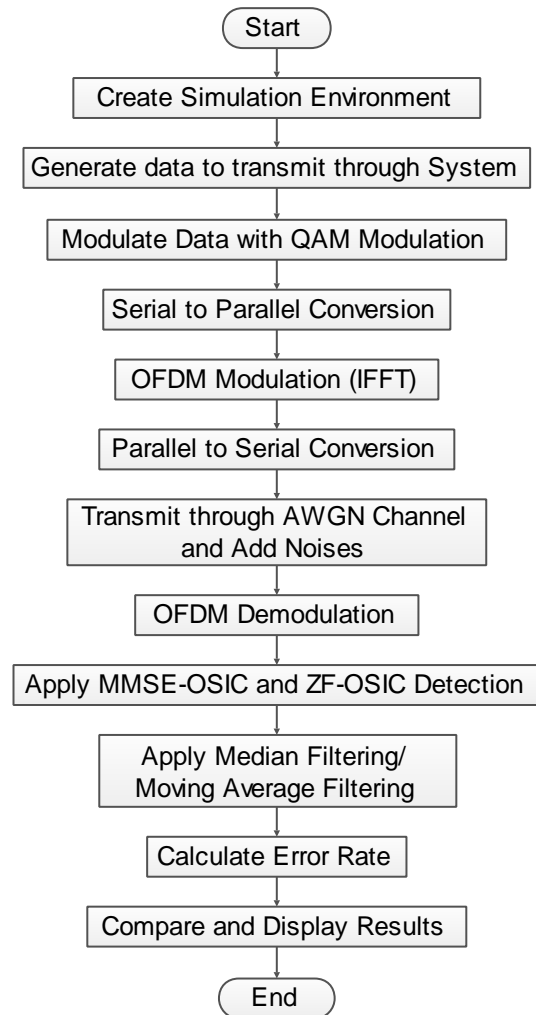 Start
Create Simulation Environment
Generate data to transmit through System
Modulate Data with QAM Modulation
Serial to Parallel Conversion
OFDM Modulation (IFFT)
Parallel to Serial Conversion
Transmit through AWGN Channel
and Add Noises
OFDM Demodulation
Apply MMSE-OSIC and ZF-OSIC Detection
Apply Median Filtering/
Moving Average Filtering
Calculate Error Rate
Compare and Display Results
End